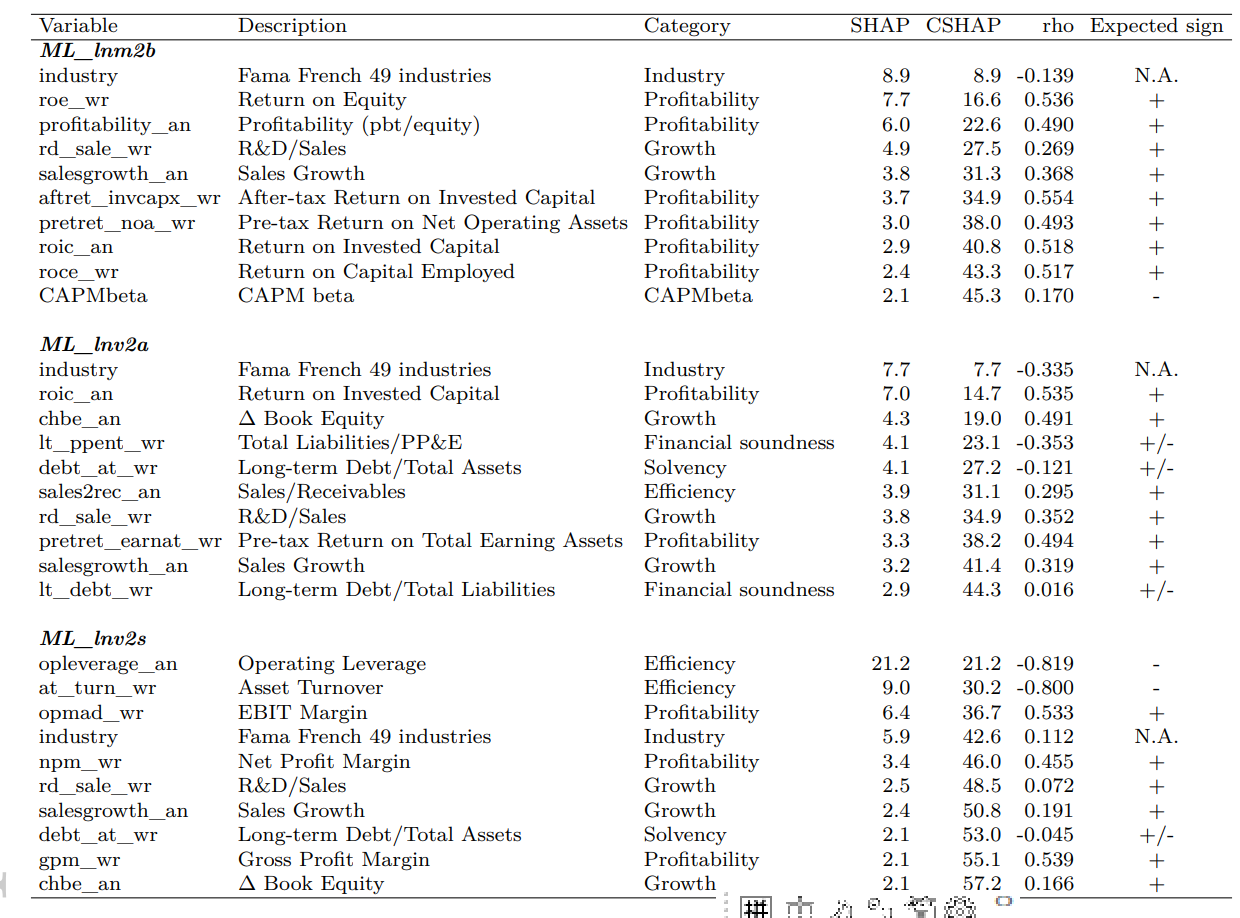 Variable Description Category SHAP CSHAP rho Expected sign
ML_lnm2b
industry Fama French 49 industries Industry 8.9 8.9 -0.139 N.A.
roe_wr Return on Equity Profitability 7.7 16.6 0.536 +
profitability_an Profitability (pbt/equity) Profitability 6.0 22.6 0.490 +
rd_sale_wr R&D/Sales Growth 4.9 27.5 0.269 +
salesgrowth_an Sales Growth Growth 3.8 31.3 0.368 +
aftret_invcapx_wr After-tax Return on Invested Capital Profitability 3.7 34.9 0.554 +
pretret_noa_wr Pre-tax Return on Net Operating Assets Profitability 3.0 38.0 0.493 +
roic_an Return on Invested Capital Profitability 2.9 40.8 0.518 +
roce_wr Return on Capital Employed Profitability 2.4 43.3 0.517 +
CAPMbeta CAPM beta CAPMbeta 2.1 45.3 0.170 -
ML_lnv2a
industry Fama French 49 industries Industry 7.7 7.7 -0.335 N.A.
roic_an Return on Invested Capital Profitability 7.0 14.7 0.535 +
chbe_an Δ Book Equity Growth 4.3 19.0 0.491 +
lt_ppent_wr Total Liabilities/PP&E Financial soundness 4.1 23.1 -0.353 +/-
debt_at_wr Long-term Debt/Total Assets Solvency 4.1 27.2 -0.121 +/-
sales2rec_an Sales/Receivables Efficiency 3.9 31.1 0.295 +
rd_sale_wr R&D/Sales Growth 3.8 34.9 0.352 +
pretret_earnat_wr Pre-tax Return on Total Earning Assets Profitability 3.3 38.2 0.494 +
salesgrowth_an Sales Growth Growth 3.2 41.4 0.319 +
lt_debt_wr Long-term Debt/Total Liabilities Financial soundness 2.9 44.3 0.016 +/-
ML_lnv2s
opleverage_an Operating Leverage Efficiency 21.2 21.2 -0.819 -
at_turn_wr Asset Turnover Efficiency 9.0 30.2 -0.800 -
opmad_wr EBIT Margin Profitability 6.4 36.7 0.533 +
industry Fama French 49 industries Industry 5.9 42.6 0.112 N.A.
npm_wr Net Profit Margin Profitability 3.4 46.0 0.455 +
rd_sale_wr R&D/Sales Growth 2.5 48.5 0.072 +
salesgrowth_an Sales Growth Growth 2.4 50.8 0.191 +
debt_at_wr Long-term Debt/Total Assets Solvency 2.1 53.0 -0.045 +/-
gpm_wr Gross Profit Margin Profitability 2.1 55.1 0.539 +
chbe_an Δ Book Equity Growth 2.1 57.2 0.166 +
拼